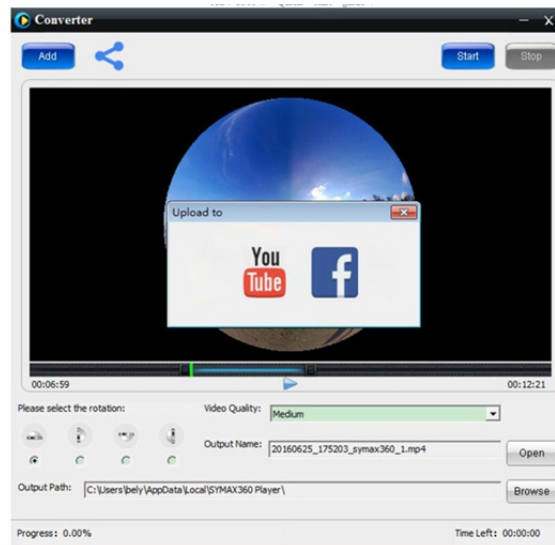 Converter
Add
Start
Stop
Upload to
You
Tube
f
00:06:59
00:12:21
Please select the rotation:
Video Quality:
Medium
Output Name:
20160625_175203_symax360_1.mp4
Open
Output Path:
C:\Users\bely\AppData\Local\SYMAX360 Player\
Browse
Progress: 0.00%
Time Left: 00:00:00